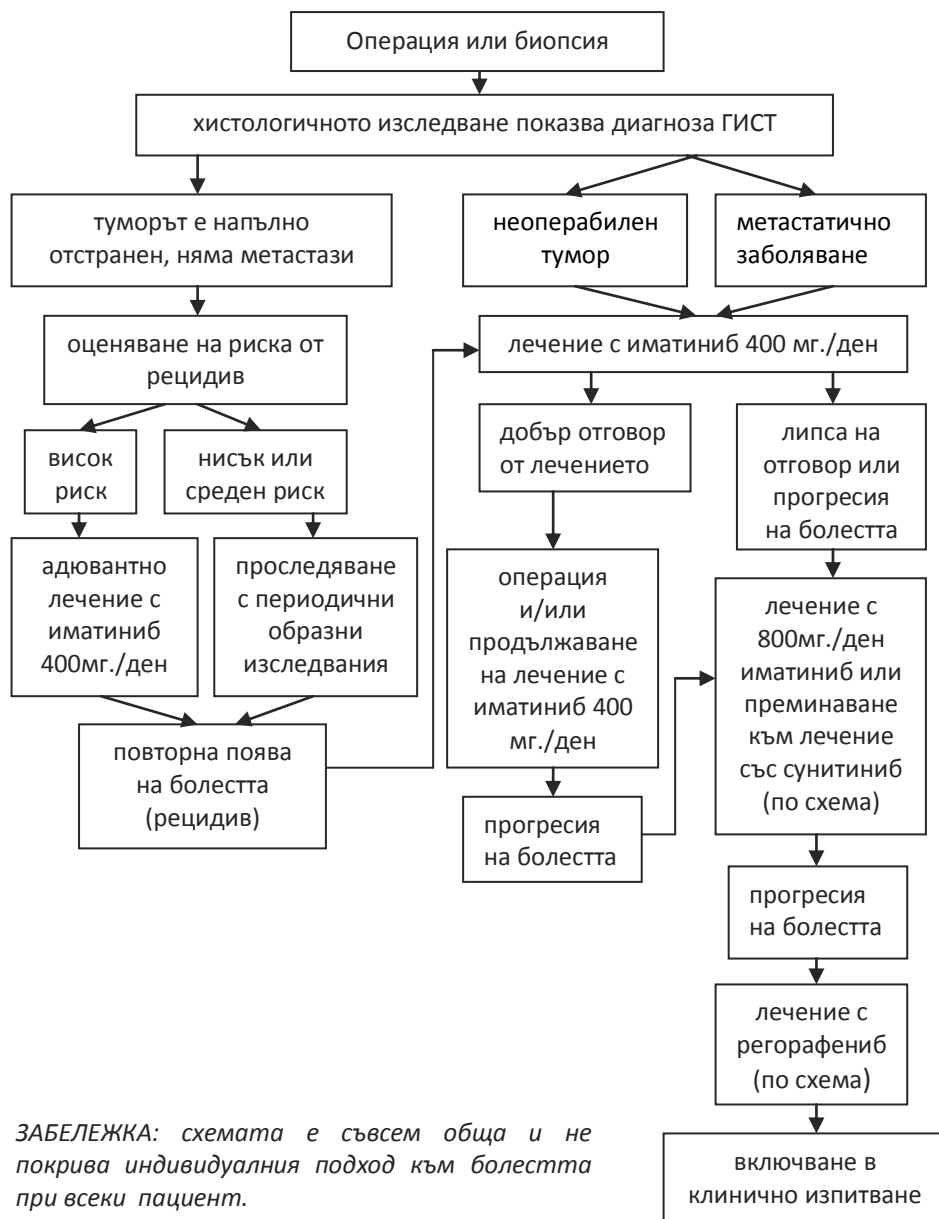 Операция или биопсия
хистологичното изследване показва диагноза ГИСТ
туморът е напълно
отстранен, няма метастази
неоперабилен
тумор
метастатично
заболяване
оценяване на риска от
рецидив
лечение с иматиниб 400 мг./ден
висок
риск
нисък или
среден риск
добър отговор
от лечението
липса на
отговор или
прогресия
на болестта
адювантно
лечение с
иматиниб
400мг./ден
проследяване
с периодични
образни
изследвания
операция
и/или
продължаване
на лечение с
иматиниб 400
мг./ден
лечение с
800мг./ден
иматиниб или
преминаване
към лечение
със сунитиниб
(по схема)
повторна поява
на болестта
(рецидив)
прогресия
на болестта
прогресия
на болестта
лечение с
регорафениб
(по схема)
включване в
клинично изпитване
ЗАБЕЛЕЖКА: схемата е съвсем обща и не
покрива индивидуалния подход към болестта
при всеки пациент.